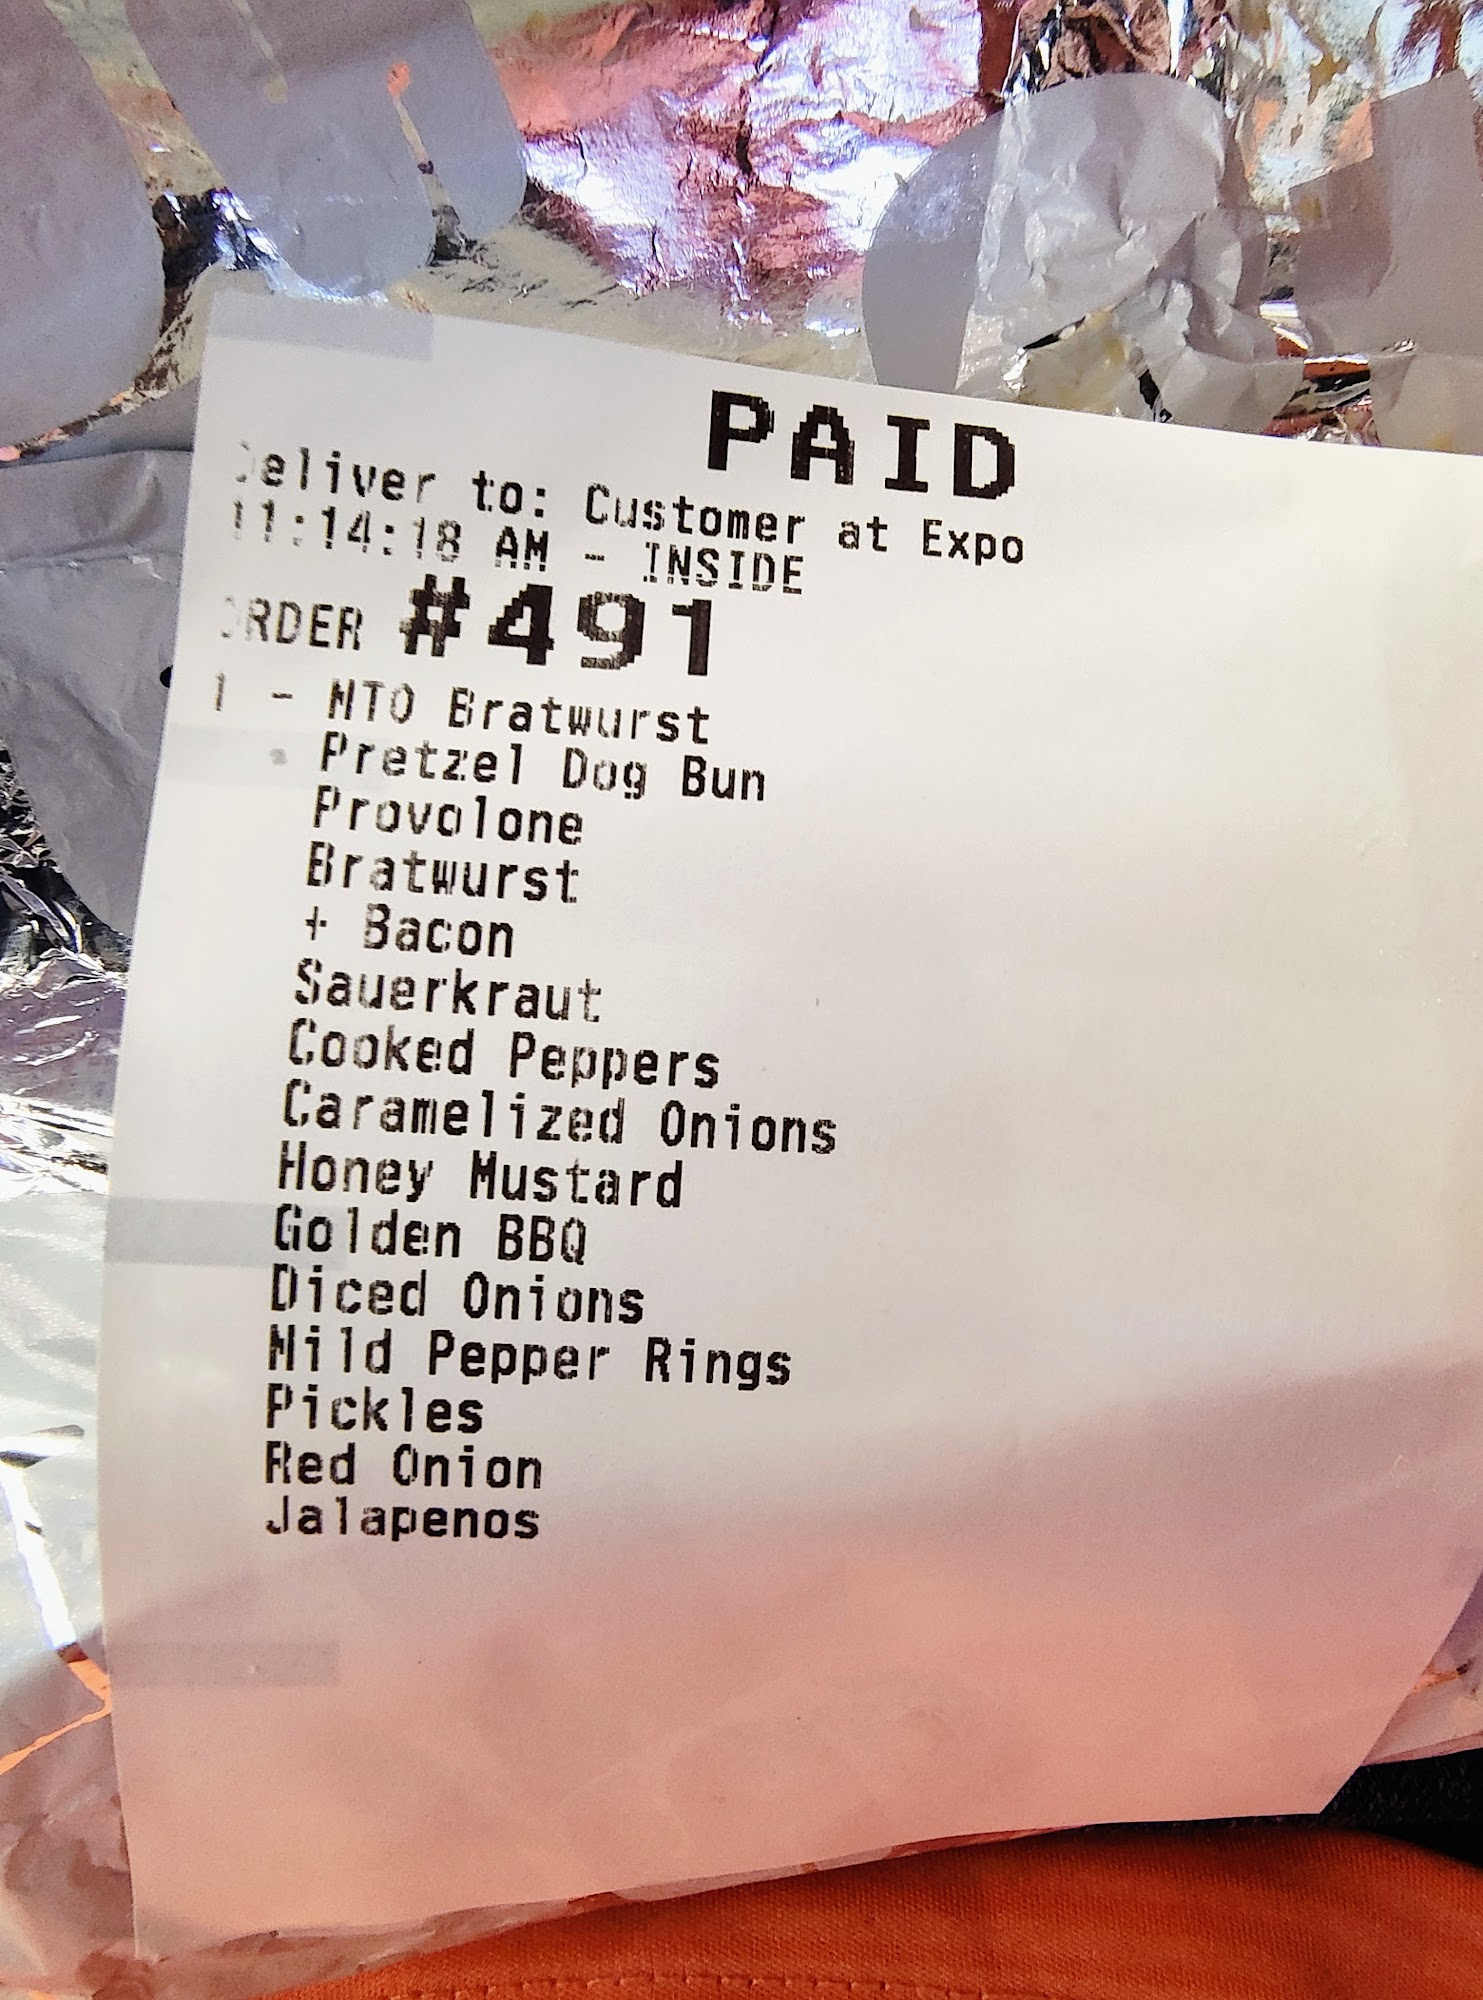 PAID
Deliver to: Customer at Expo
11:14:18 AM - INSIDE
ORDER #491
1 - MTO Bratwurst
Pretzel Dog Bun
Provolone
Bratwurst
+ Bacon
Sauerkraut
Cooked Peppers
Caramelized Onions
Honey Mustard
Golden BBQ
Diced Onions
Mild Pepper Rings
Pickles
Red Onion
Jalapenos